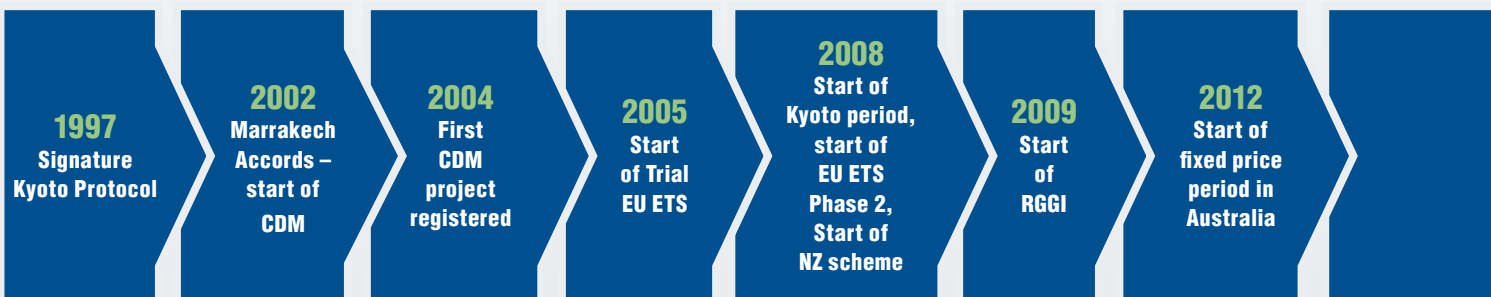 1997
Signature
Kyoto Protocol
2002
Marrakech
Accords –
start of
CDM
2004
First
CDM
project
registered
2005
Start
of Trial
EU ETS
2008
Start of
Kyoto period,
start of
EU ETS
Phase 2,
Start of
NZ scheme
2009
Start
of
RGGI
2012
Start of
fixed price
period in
Australia